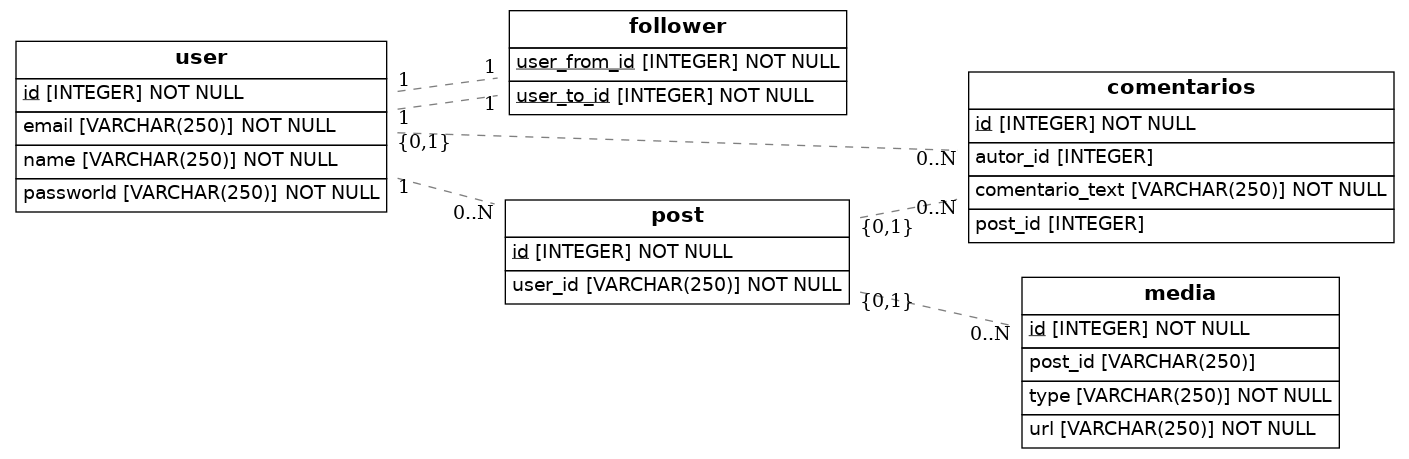 user
id [INTEGER] NOT NULL
email [VARCHAR(250)] NOT NULL
name [VARCHAR(250)] NOT NULL
passworld [VARCHAR(250)] NOT NULL
follower
user_from_id [INTEGER] NOT NULL
user_to_id [INTEGER] NOT NULL
1
1
1
1
{0,1}
0..N
1
0..N
post
id [INTEGER] NOT NULL
user_id [VARCHAR(250)] NOT NULL
comentarios
id [INTEGER] NOT NULL
autor_id [INTEGER]
comentario_text [VARCHAR(250)] NOT NULL
post_id [INTEGER]
0..N
{0,1}
{0,1}
0..N
media
id [INTEGER] NOT NULL
post_id [VARCHAR(250)]
type [VARCHAR(250)] NOT NULL
url [VARCHAR(250)] NOT NULL